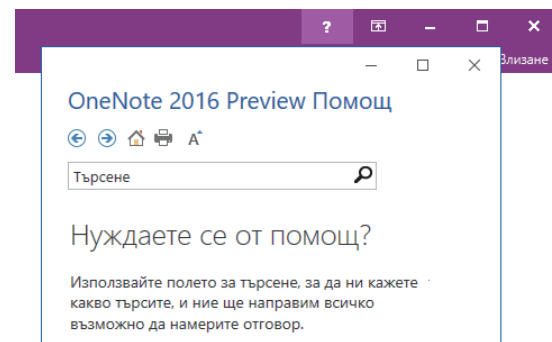 ?
Влизане
OneNote 2016 Preview Помощ
A
Търсене
Нуждаете се от помощ?
Използвайте полето за търсене, за да ни кажете
какво търсите, и ние ще направим всичко
възможно да намерите отговор.